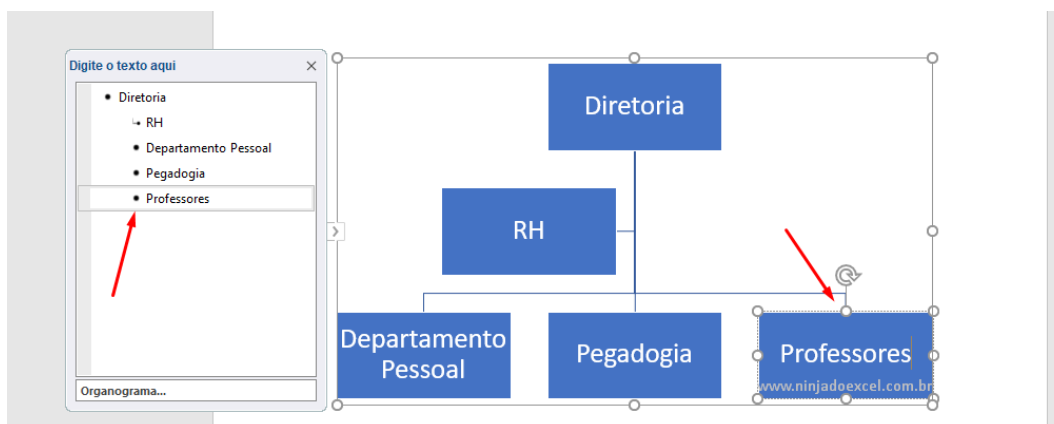 Digite o texto aqui
Diretoria
RH
Departamento Pessoal
Pegadogia
Professores
Organograma...
Diretoria
RH
Departamento
Pessoal
Pegadogia
Professores
www.ninjadoexcel.com.br